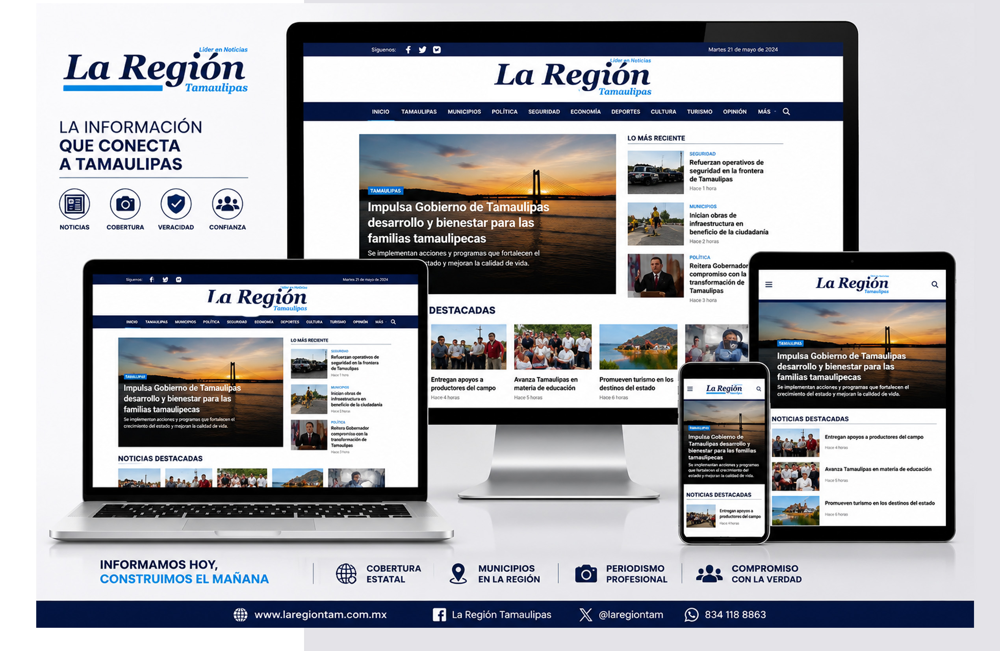 Líder en Noticias
La Región
Tamaulipas
LA INFORMACIÓN
QUE CONECTA
A TAMAULIPAS
NOTICIAS
COBERTURA
VERACIDAD
CONFIANZA
Síguenos:
Martes 21 de mayo de 2024
Líder en Noticias
La Región
Tamaulipas
INICIO TAMAULIPAS MUNICIPIOS POLÍTICA SEGURIDAD ECONOMÍA DEPORTES CULTURA TURISMO OPINIÓN MÁS
TAMAULIPAS
Impulsa Gobierno de Tamaulipas
desarrollo y bienestar para las
familias tamaulipecas
Se implementan acciones y programas que fortalecen el
stado y mejoran la calidad de vida.
LO MÁS RECIENTE
SEGURIDAD
Refuerzan operativos de
seguridad en la frontera
de Tamaulipas
Hace 1 hora
MUNICIPIOS
Inician obras de
infraestructura en
beneficio de la ciudadanía
Hace 2 horas
POLÍTICA
Reitera Gobernador
compromiso con la
transformación de
Tamaulipas
Hace 3 hora
DESTACADAS
Entregan apoyos a
productores del campo
Hace 4 horas
Avanza Tamaulipas en
materia de educación
Hace 5 horas
Promueven turismo en los
destinos del estado
Hace 6 horas
Síguenos:
Martes 21 de mayo de 2024
La Región
Tamaulipas
INICIO TAMAULIPAS MUNICIPIOS POLÍTICA SEGURIDAD ECONOMÍA DEPORTES CULTURA TURISMO OPINIÓN MÁS
TAMAULIPAS
Impulsa Gobierno de Tamaulipas
desarrollo y bienestar para las
familias tamaulipecas
Se implementan acciones y programas que fortalecen el
crecimiento del estado y mejoran la calidad de vida.
LO MÁS RECIENTE
SEGURIDAD
Refuerzan operativos de
seguridad en la frontera
de Tamaulipas
Hace 1 hora
MUNICIPIOS
Inician obras de
infraestructura en
beneficio de la ciudadanía
Hace 2 horas
POLÍTICA
Reitera Gobernador
compromiso con la
transformación de
Tamaulipas
Hace 3 hora
NOTICIAS DESTACADAS
La Región
Tamaulipas
TAMAULIPAS
Impulsa Gobierno de Tamaulipas
desarrollo y bienestar para las
familias tamaulipecas
Se implementan acciones y programas que fortalecen el
crecimiento del estado y mejoran la calidad de vida.
NOTICIAS DESTACADAS
Entregan apoyos a productores del campo
Hace 4 horas
Avanza Tamaulipas en materia de educación
Hace 5 horas
Promueven turismo en los destinos del estado
Hace 6 horas
La Región
Impulsa Gobierno de
Tamaulipas desarrollo y
bienestar para las familias
tamaulipecas
Se implementan acciones y programas
que fortalecen el crecimiento del
estado y mejoran la calidad de vida.
NOTICIAS DESTACADAS
Entregan apoyos a
productores del campo
Hace 4 horas
INFORMAMOS HOY,
CONSTRUIMOS EL MAÑANA
COBERTURA
ESTATAL
MUNICIPIOS
EN LA REGIÓN
PERIODISMO
PROFESIONAL
COMPROMISO
CON LA VERDAD
www.laregiontam.com.mx
La Región Tamaulipas
@laregiontam
834 118 8863